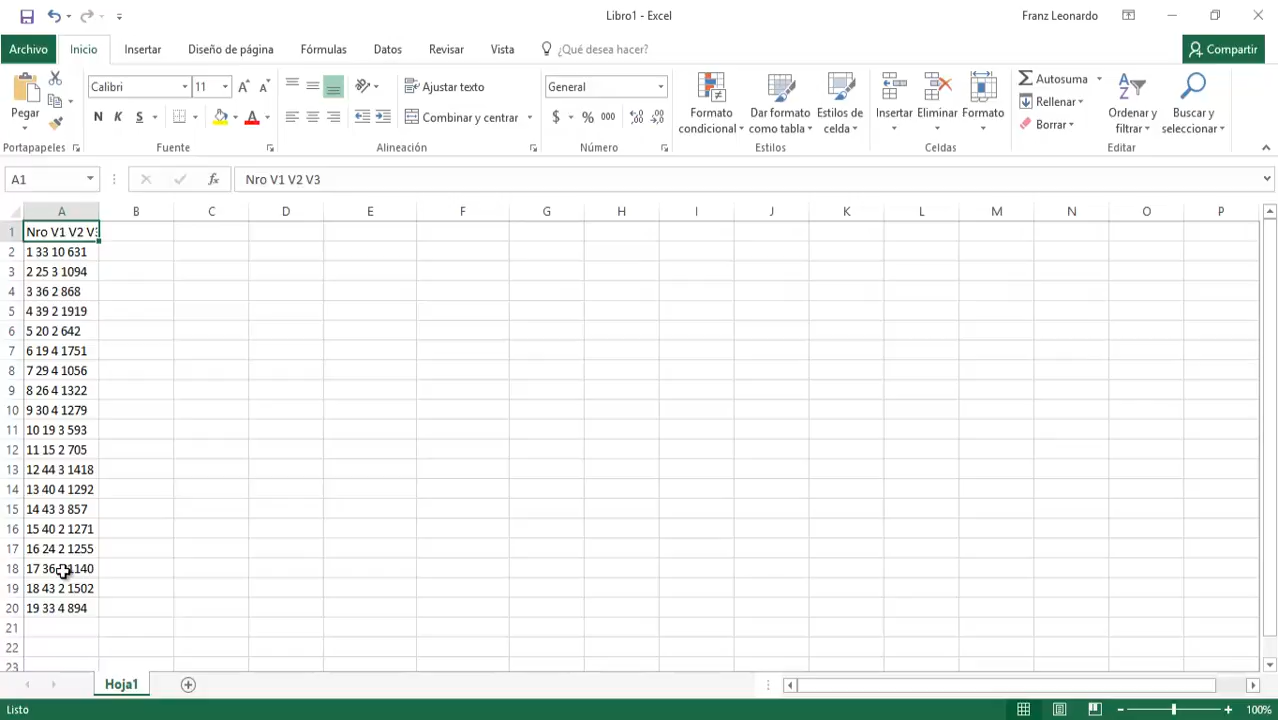 Libro1 - Excel
Franz Leonardo
Archivo Inicio Insertar Diseño de página Fórmulas Datos Revisar Vista ¿Qué desea hacer? Compartir
Calibri 11 Ajustar texto General Autosuma
Pegar N K S A Combinar y centrar $ % 000 Formato condicional Dar formato como tabla Estilos de celda Insertar Eliminar Formato Rellenar Borrar Ordenar y filtrar Buscar y seleccionar
Portapapeles Fuente Alineación Número Estilos Celdas Editar
A1 fx Nro V1 V2 V3
A B C D E F G H I J K L M N O P
1 Nro V1 V2 V
2 1 33 10 631
3 2 25 3 1094
4 3 36 2 868
5 4 39 2 1919
6 5 20 2 642
7 6 19 4 1751
8 7 29 4 1056
9 8 26 4 1322
10 9 30 4 1279
11 10 19 3 593
12 11 15 2 705
13 12 44 3 1418
14 13 40 4 1292
15 14 43 3 857
16 15 40 2 1271
17 16 24 2 1255
18 17 36 1140
19 18 43 2 1502
20 19 33 4 894
21
22
23
Hoja1
Listo 100%